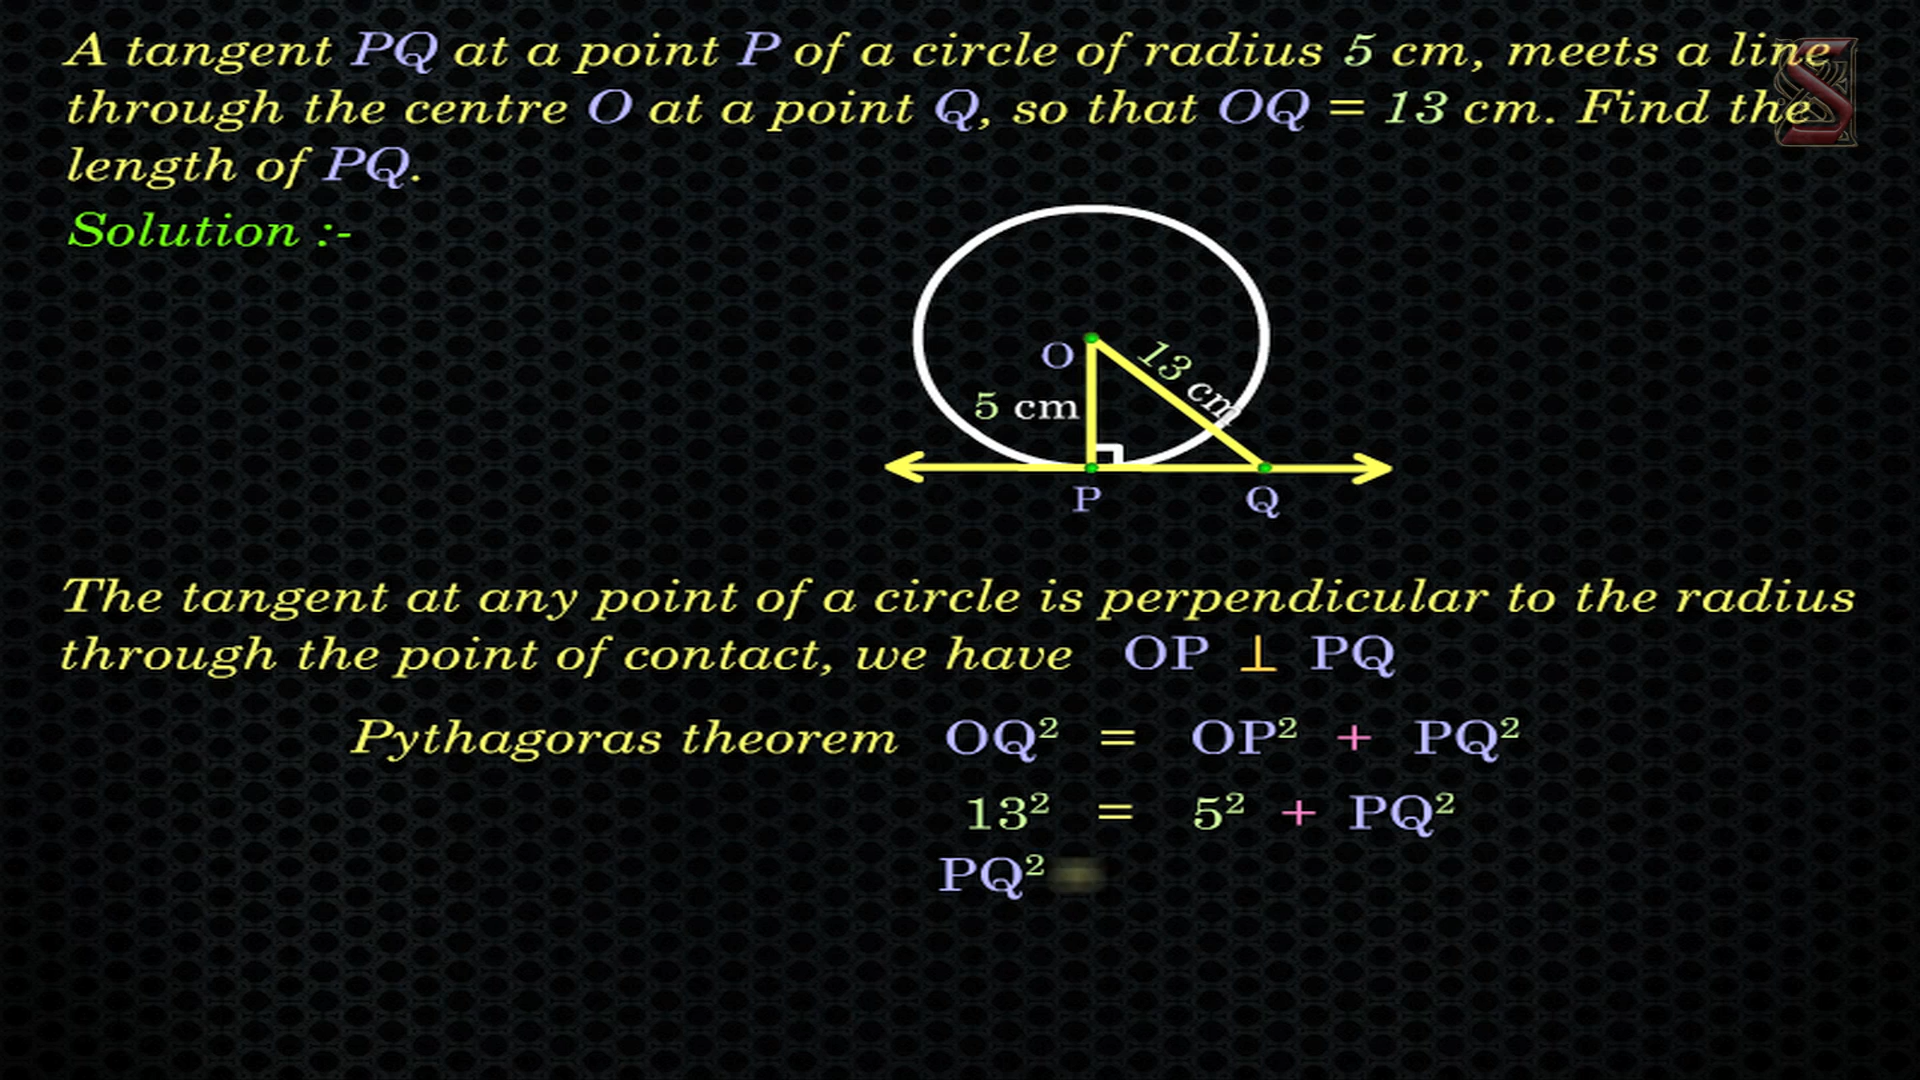 A tangent PQ at a point P of a circle of radius 5 cm, meets a line
through the centre O at a point Q, so that OQ = 13 cm. Find the
length of PQ.
Solution :-
O
13 cm
5 cm
P
Q
The tangent at any point of a circle is perpendicular to the radius
through the point of contact, we have OP ⊥ PQ
Pythagoras theorem OQ² = OP² + PQ²
13² = 5² + PQ²
PQ² =
S